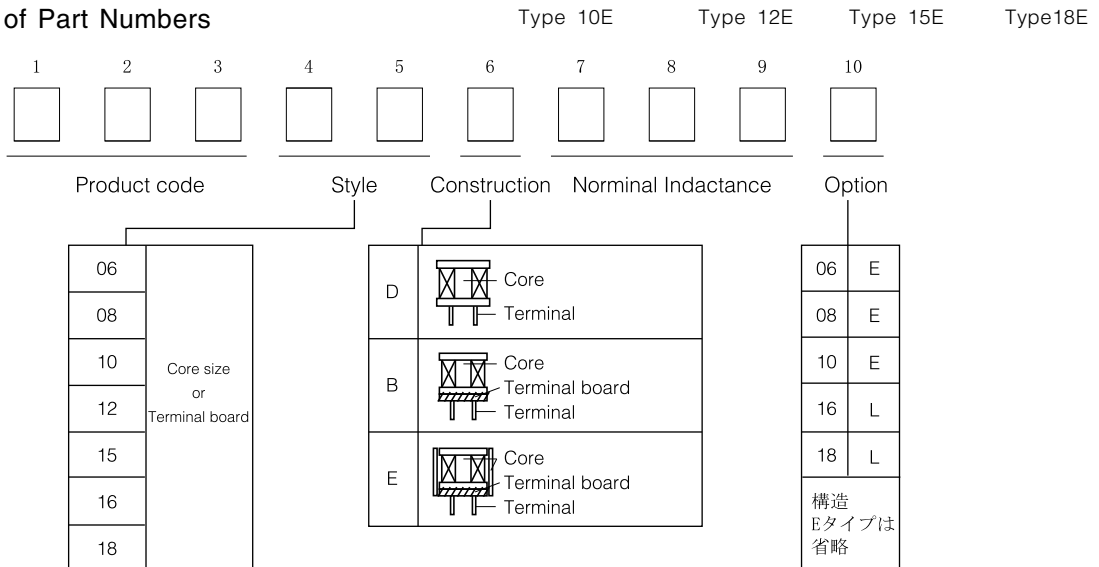 of Part Numbers
Type 10E Type 12E Type 15E Type18E
1 2 3 4 5 6 7 8 9 10
Product code Style Construction Norminal Indactance Option
06
08
10
12
15
16
18
Core size
or
Terminal board
D
Core
Terminal
B
Core
Terminal board
Terminal
E
Core
Terminal board
Terminal
06 E
08 E
10 E
16 L
18 L
構造
Eタイプは
省略